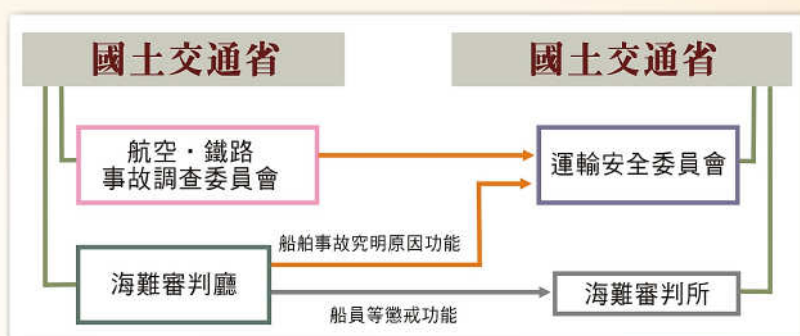 國土交通省
國土交通省
航空・鐵路
事故調查委員會
運輸安全委員會
船舶事故究明原因功能
海難審判廳
海難審判所
船員等懲戒功能